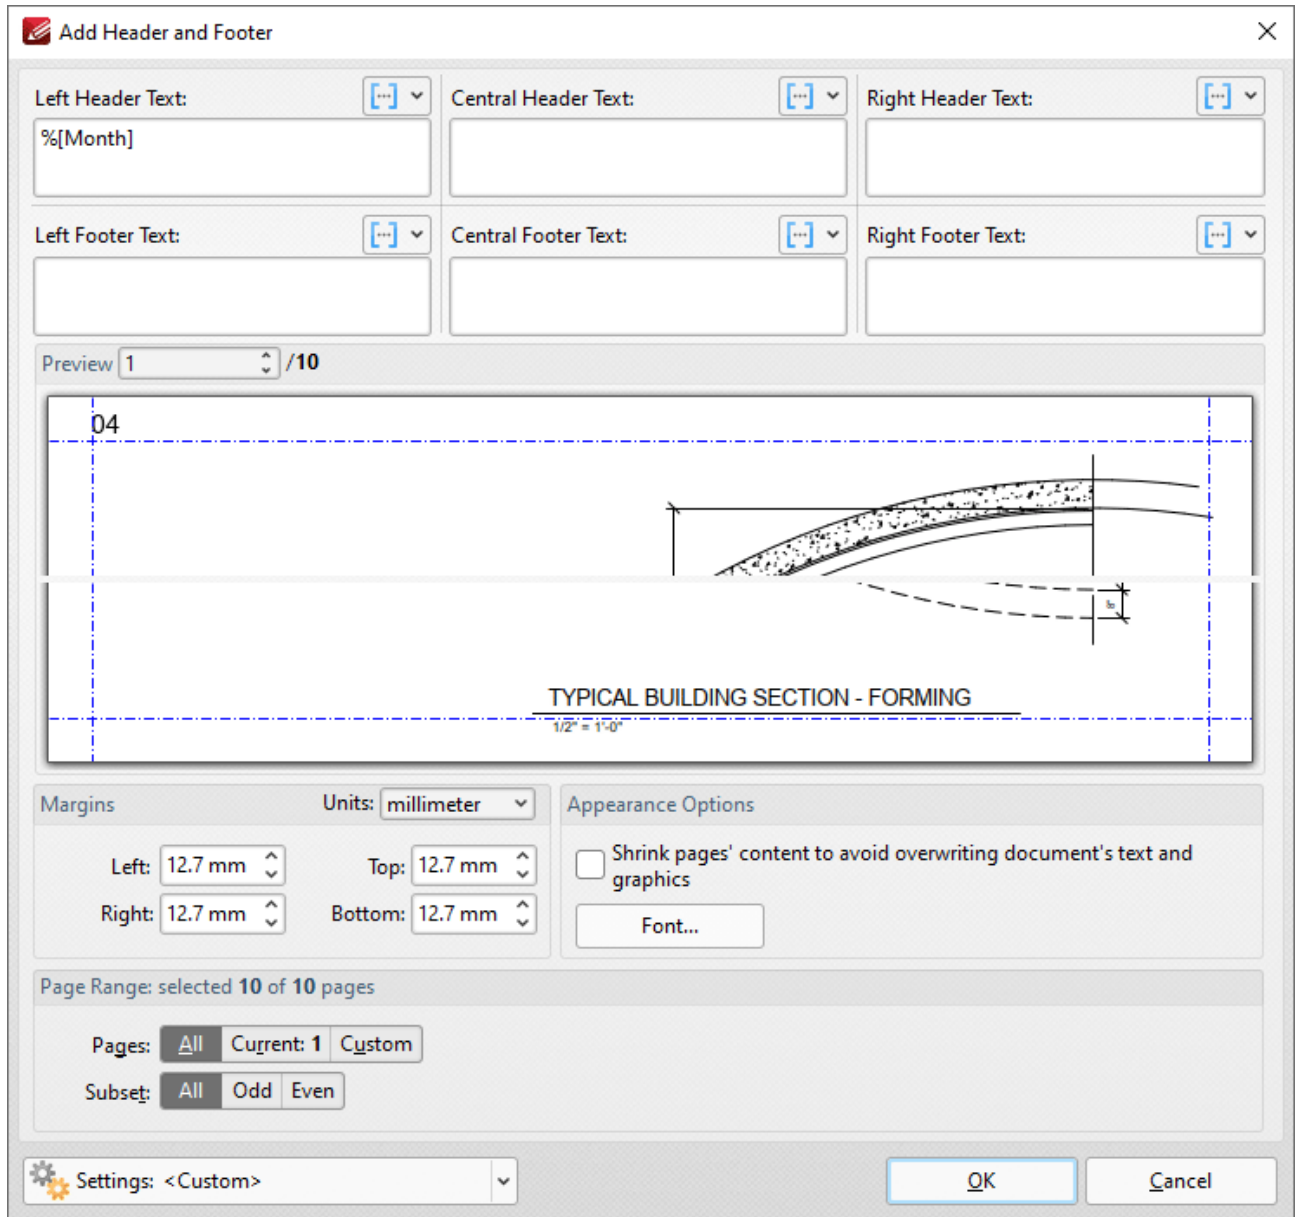 Add Header and Footer
Left Header Text:
Central Header Text:
Right Header Text:
%[Month]
Left Footer Text:
Central Footer Text:
Right Footer Text:
Preview 1 /10
04
TYPICAL BUILDING SECTION - FORMING
1/2" = 1'-0"
Margins
Units: millimeter
Appearance Options
Left: 12.7 mm
Top: 12.7 mm
Shrink pages' content to avoid overwriting document's text and
graphics
Right: 12.7 mm
Bottom: 12.7 mm
Font...
Page Range: selected 10 of 10 pages
Pages: All Current: 1 Custom
Subset: All Odd Even
Settings: <Custom>
OK
Cancel